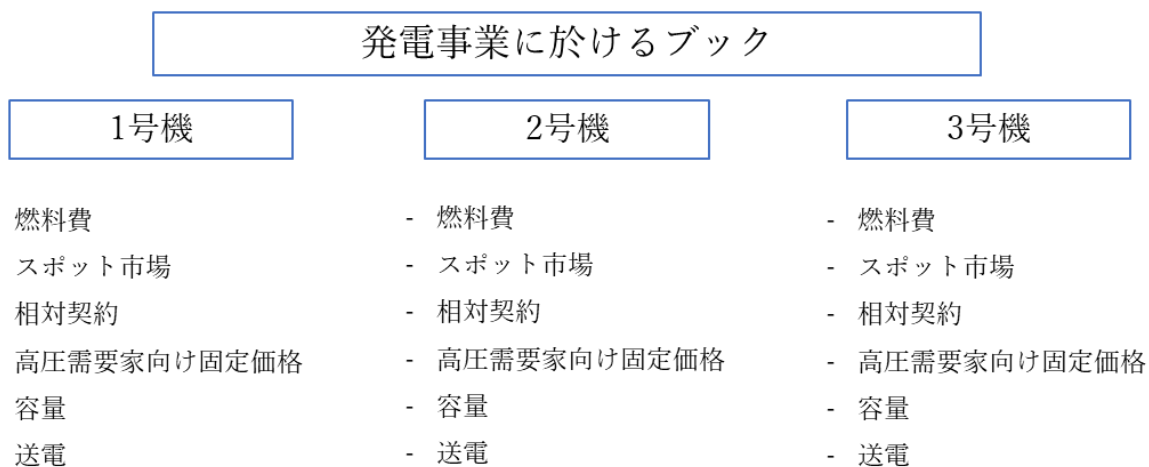 発電事業に於けるブック
1号機
燃料費
スポット市場
相対契約
高圧需要家向け固定価格
容量
送電
2号機
- 燃料費
- スポット市場
- 相対契約
- 高圧需要家向け固定価格
- 容量
- 送電
3号機
- 燃料費
- スポット市場
- 相対契約
- 高圧需要家向け固定価格
- 容量
- 送電